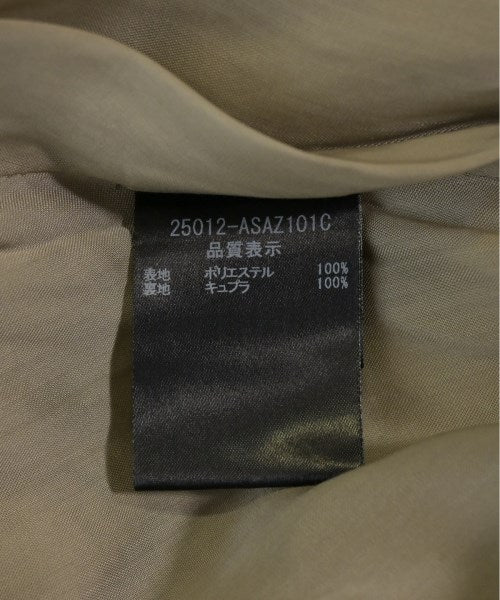 25012-ASAZ101C
品質表示
表地 ポリエステル 100%
裏地 キュプラ 100%